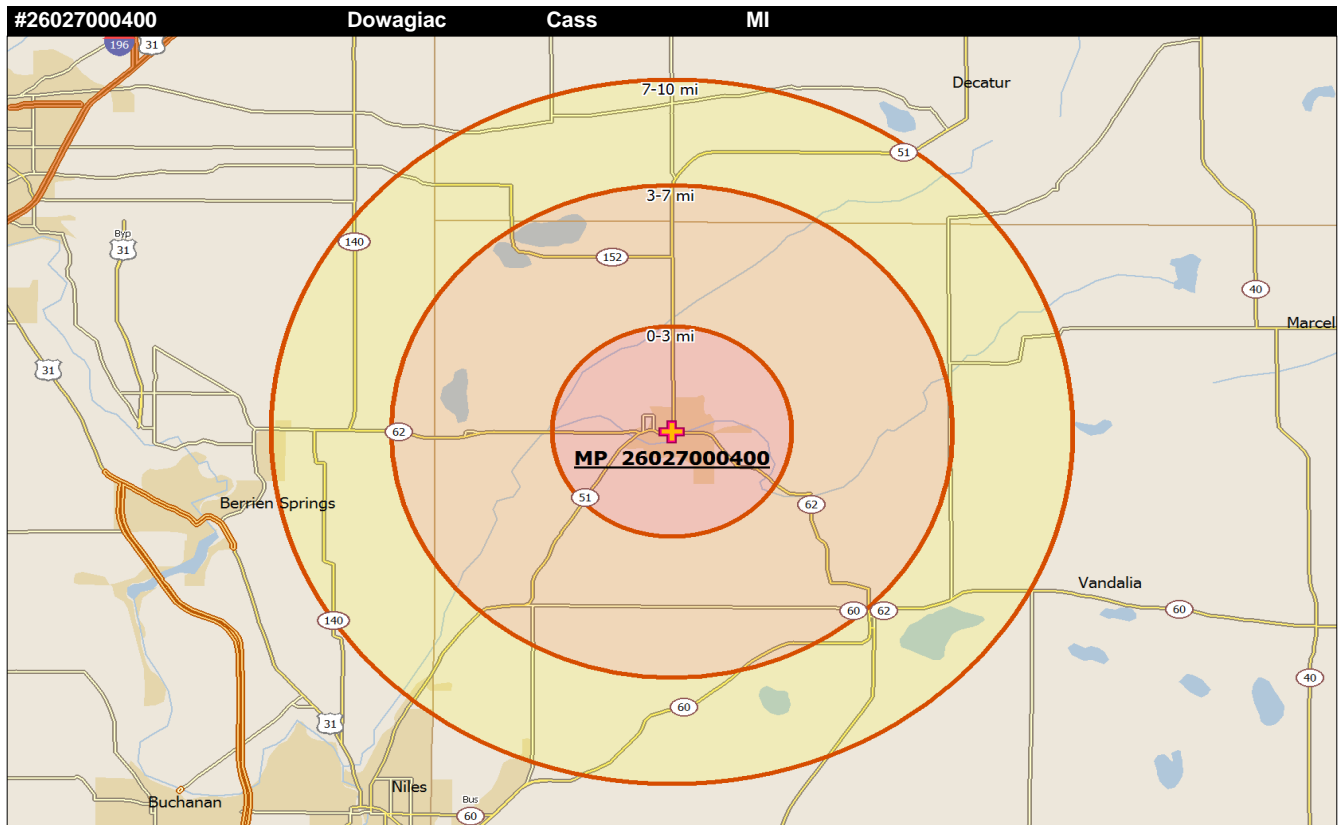 #26027000400 Dowagiac Cass MI
196 31
7-10 mi
Decatur
51
3-7 mi
Byp
31
140
152
40
0-3 mi
Marcel
31
62
MP 26027000400
51
62
Berrien Springs
Vandalia
60 62
60
140
40
60
31
Niles
Buchanan
Bus
60